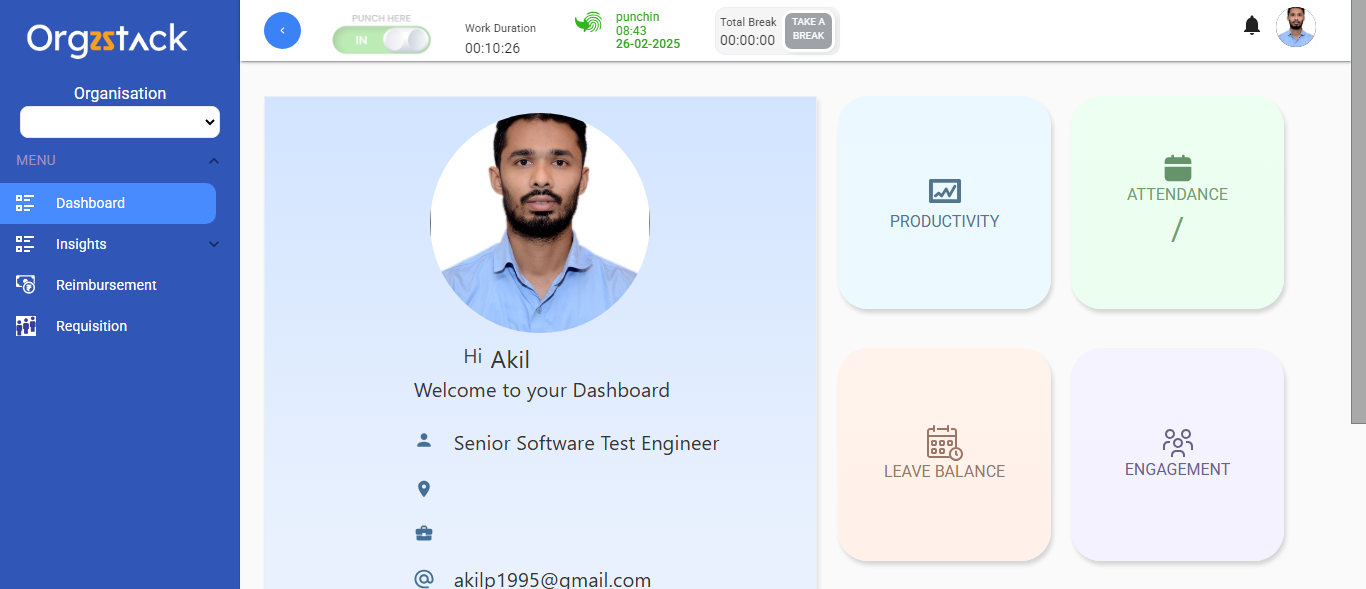 Orgzstack
Organisation
MENU
Dashboard
Insights
Reimbursement
Requisition
PUNCH HERE
IN
Work Duration
00:10:26
punchin
08:43
26-02-2025
Total Break
00:00:00
TAKE A
BREAK
Hi Akil
Welcome to your Dashboard
Senior Software Test Engineer
akilp1995@gmail.com
PRODUCTIVITY
ATTENDANCE
/
LEAVE BALANCE
ENGAGEMENT